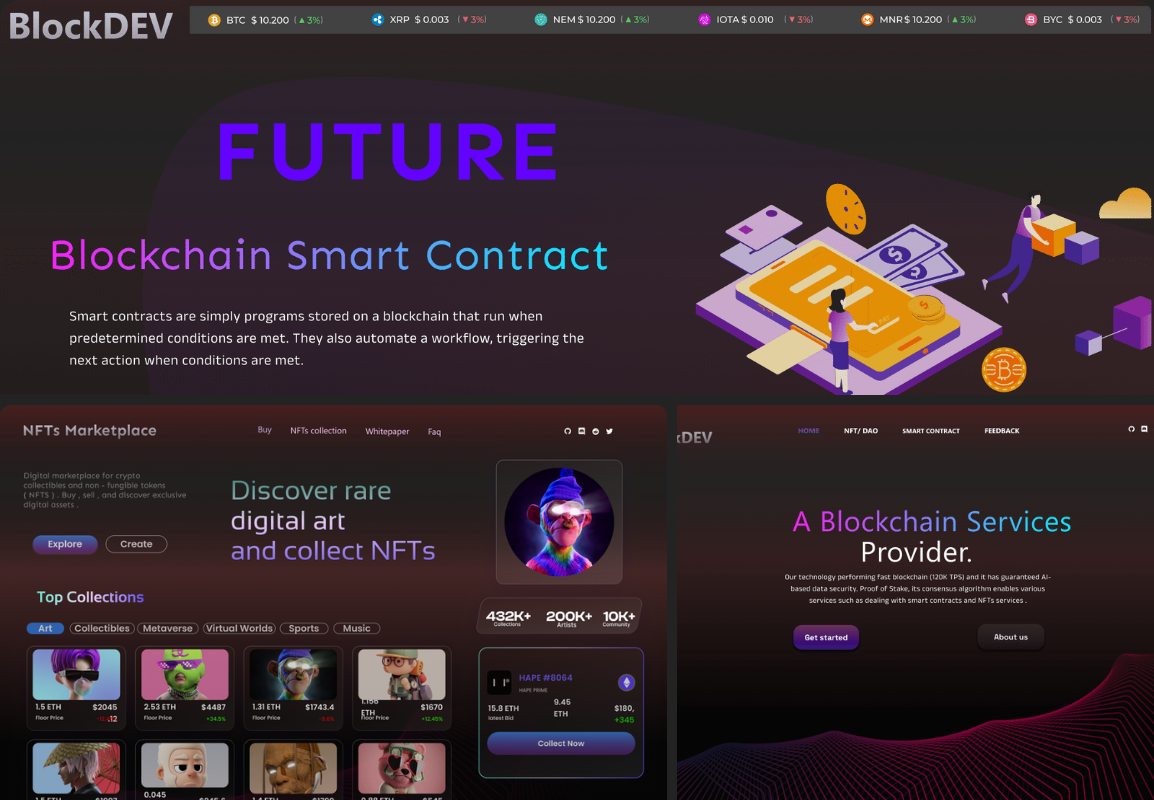 BlockDEV
BTC $ 10.200 (▲3%) XRP $ 0.003 (▼3%) NEM $ 10.200 (▲3%) IOTA $ 0.010 (▼3%) MNR $ 10.200 (▲3%) BYC $ 0.003 (▼3%)
FUTURE
Blockchain Smart Contract
Smart contracts are simply programs stored on a blockchain that run when
predetermined conditions are met. They also automate a workflow, triggering the
next action when conditions are met.
NFTs Marketplace
Buy NFTs collection Whitepaper Faq
Digital marketplace for crypto
collectibles and non - fungible tokens
( NFTS ) . Buy , sell , and discover exclusive
digital assets .
Explore Create
Discover rare
digital art
and collect NFTs
Top Collections
Art Collectibles Metaverse Virtual Worlds Sports Music
1.5 ETH $2045
Floor Price
2.53 ETH $4487
Floor Price +34.5%
1.31 ETH $1743.4
Floor Price
ETH $1670
Floor Price +12.45%
0.045
432K+ 200K+ 10K+
Collections Artists Community
HAPE #8064
HAPE PRIME
15.8 ETH
latest Bid
9.45
ETH
$180,
+345
Collect Now
kDEV
HOME NFT/ DAO SMART CONTRACT FEEDBACK
A Blockchain Services
Provider.
Our technology performing fast blockchain (120K TPS) and it has guaranteed AI-
based data security. Proof of Stake, its consensus algorithm enables various
services such as dealing with smart contracts and NFTs services .
Get started About us